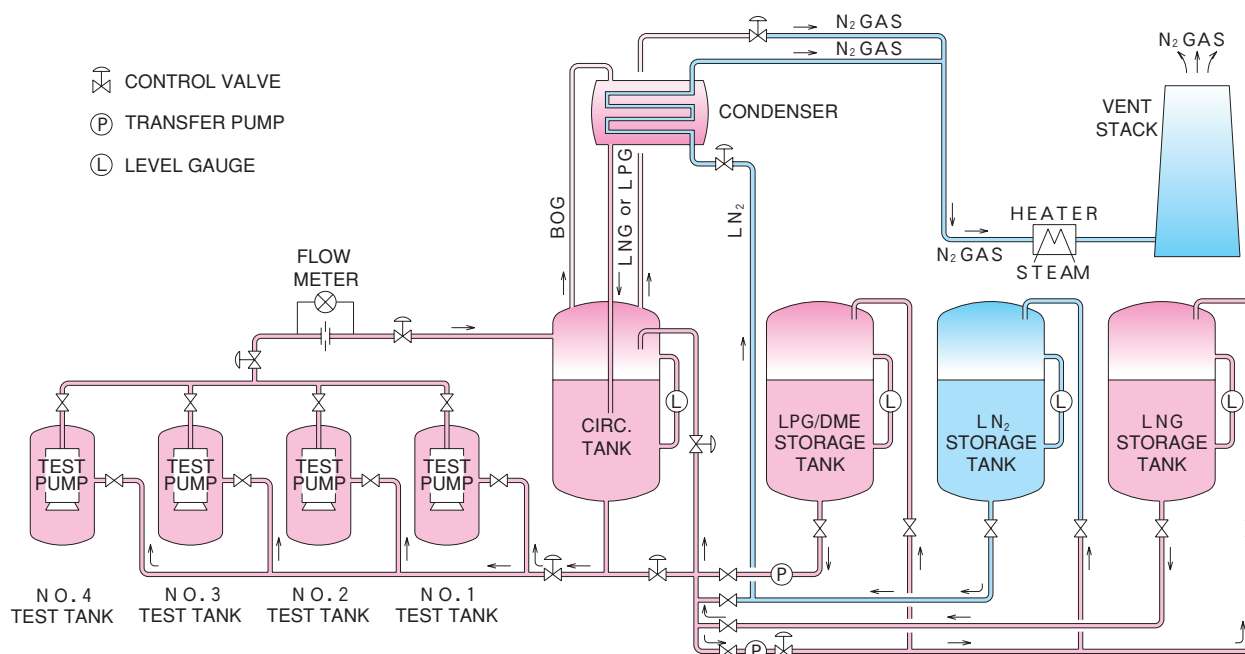 N₂ GAS
N₂ GAS
N₂ GAS
CONTROL VALVE
TRANSFER PUMP
P
LEVEL GAUGE
L
CONDENSER
VENT
STACK
BOG
LNG or LPG
LN₂
HEATER
N₂ GAS
STEAM
FLOW
METER
CIRC.
TANK
L
LPG/DME
STORAGE
TANK
L
LN₂
STORAGE
TANK
L
LNG
STORAGE
TANK
L
TEST
PUMP
TEST
PUMP
TEST
PUMP
TEST
PUMP
P
P
NO.4
TEST TANK
NO.3
TEST TANK
NO.2
TEST TANK
NO.1
TEST TANK